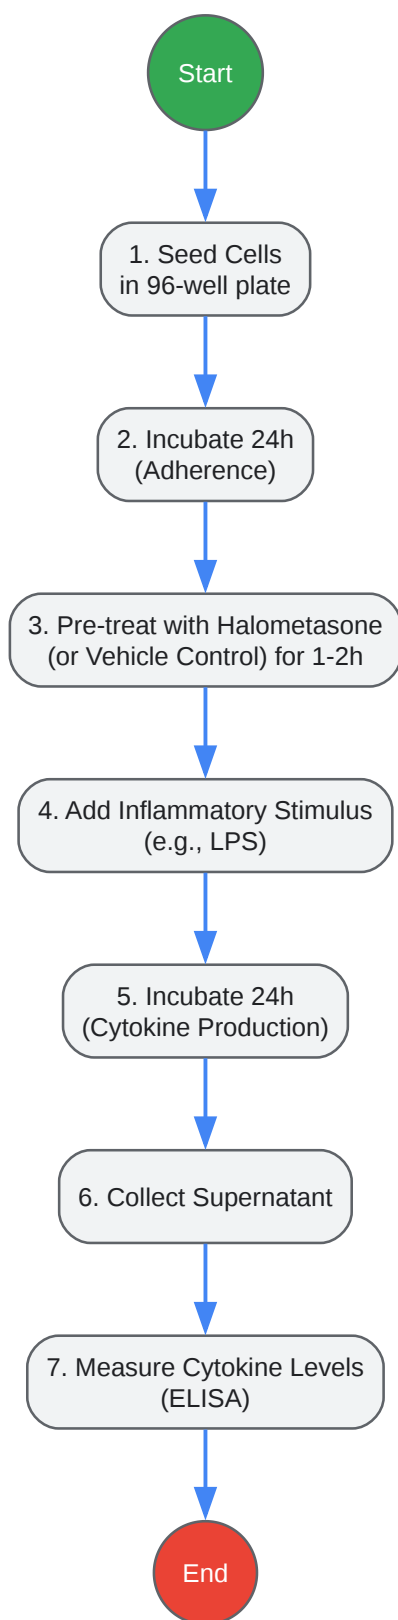 Start
1. Seed Cells
in 96-well plate
2. Incubate 24h
(Adherence)
3. Pre-treat with Halometasone
(or Vehicle Control) for 1-2h
4. Add Inflammatory Stimulus
(e.g., LPS)
5. Incubate 24h
(Cytokine Production)
6. Collect Supernatant
7. Measure Cytokine Levels
(ELISA)
End